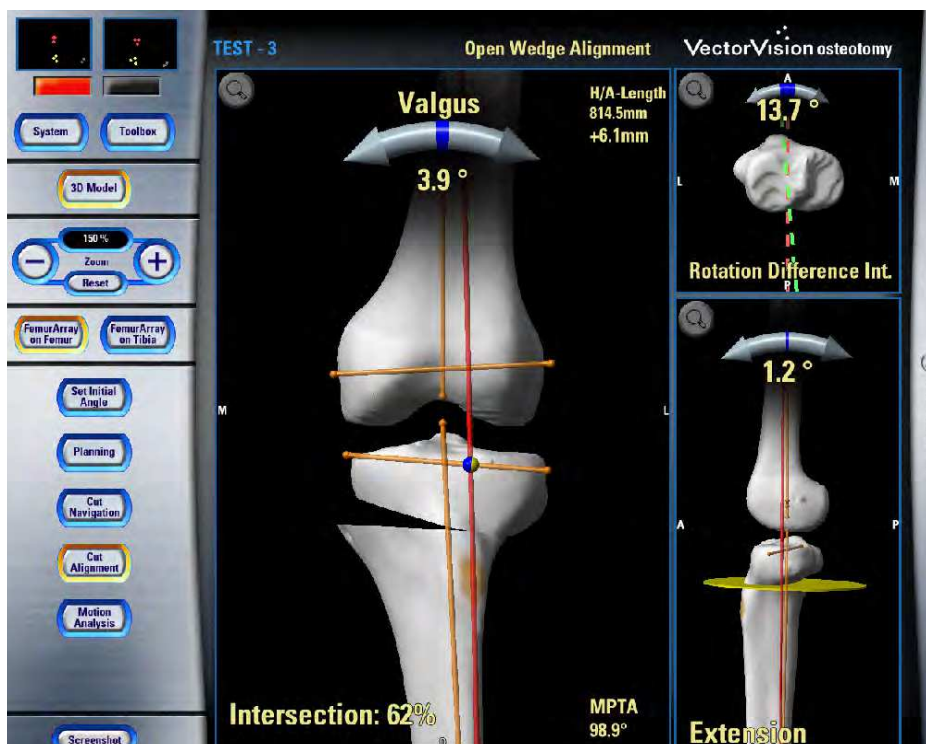 TEST - 3
Open Wedge Alignment
VectorVision osteotomy
System
Toolbox
3D Model
150 %
Zoom
Reset
FemurArray
on Femur
FemurArray
on Tibia
Set Initial
Angle
Planning
Cut
Navigation
Cut
Alignment
Motion
Analysis
Screenshot
Valgus
3.9 °
H/A-Length
814.5mm
+6.1mm
M
L
Intersection: 62%
MPTA
98.9°
A
13.7 °
L
M
Rotation Difference Int.
P
1.2 °
A
P
Extension